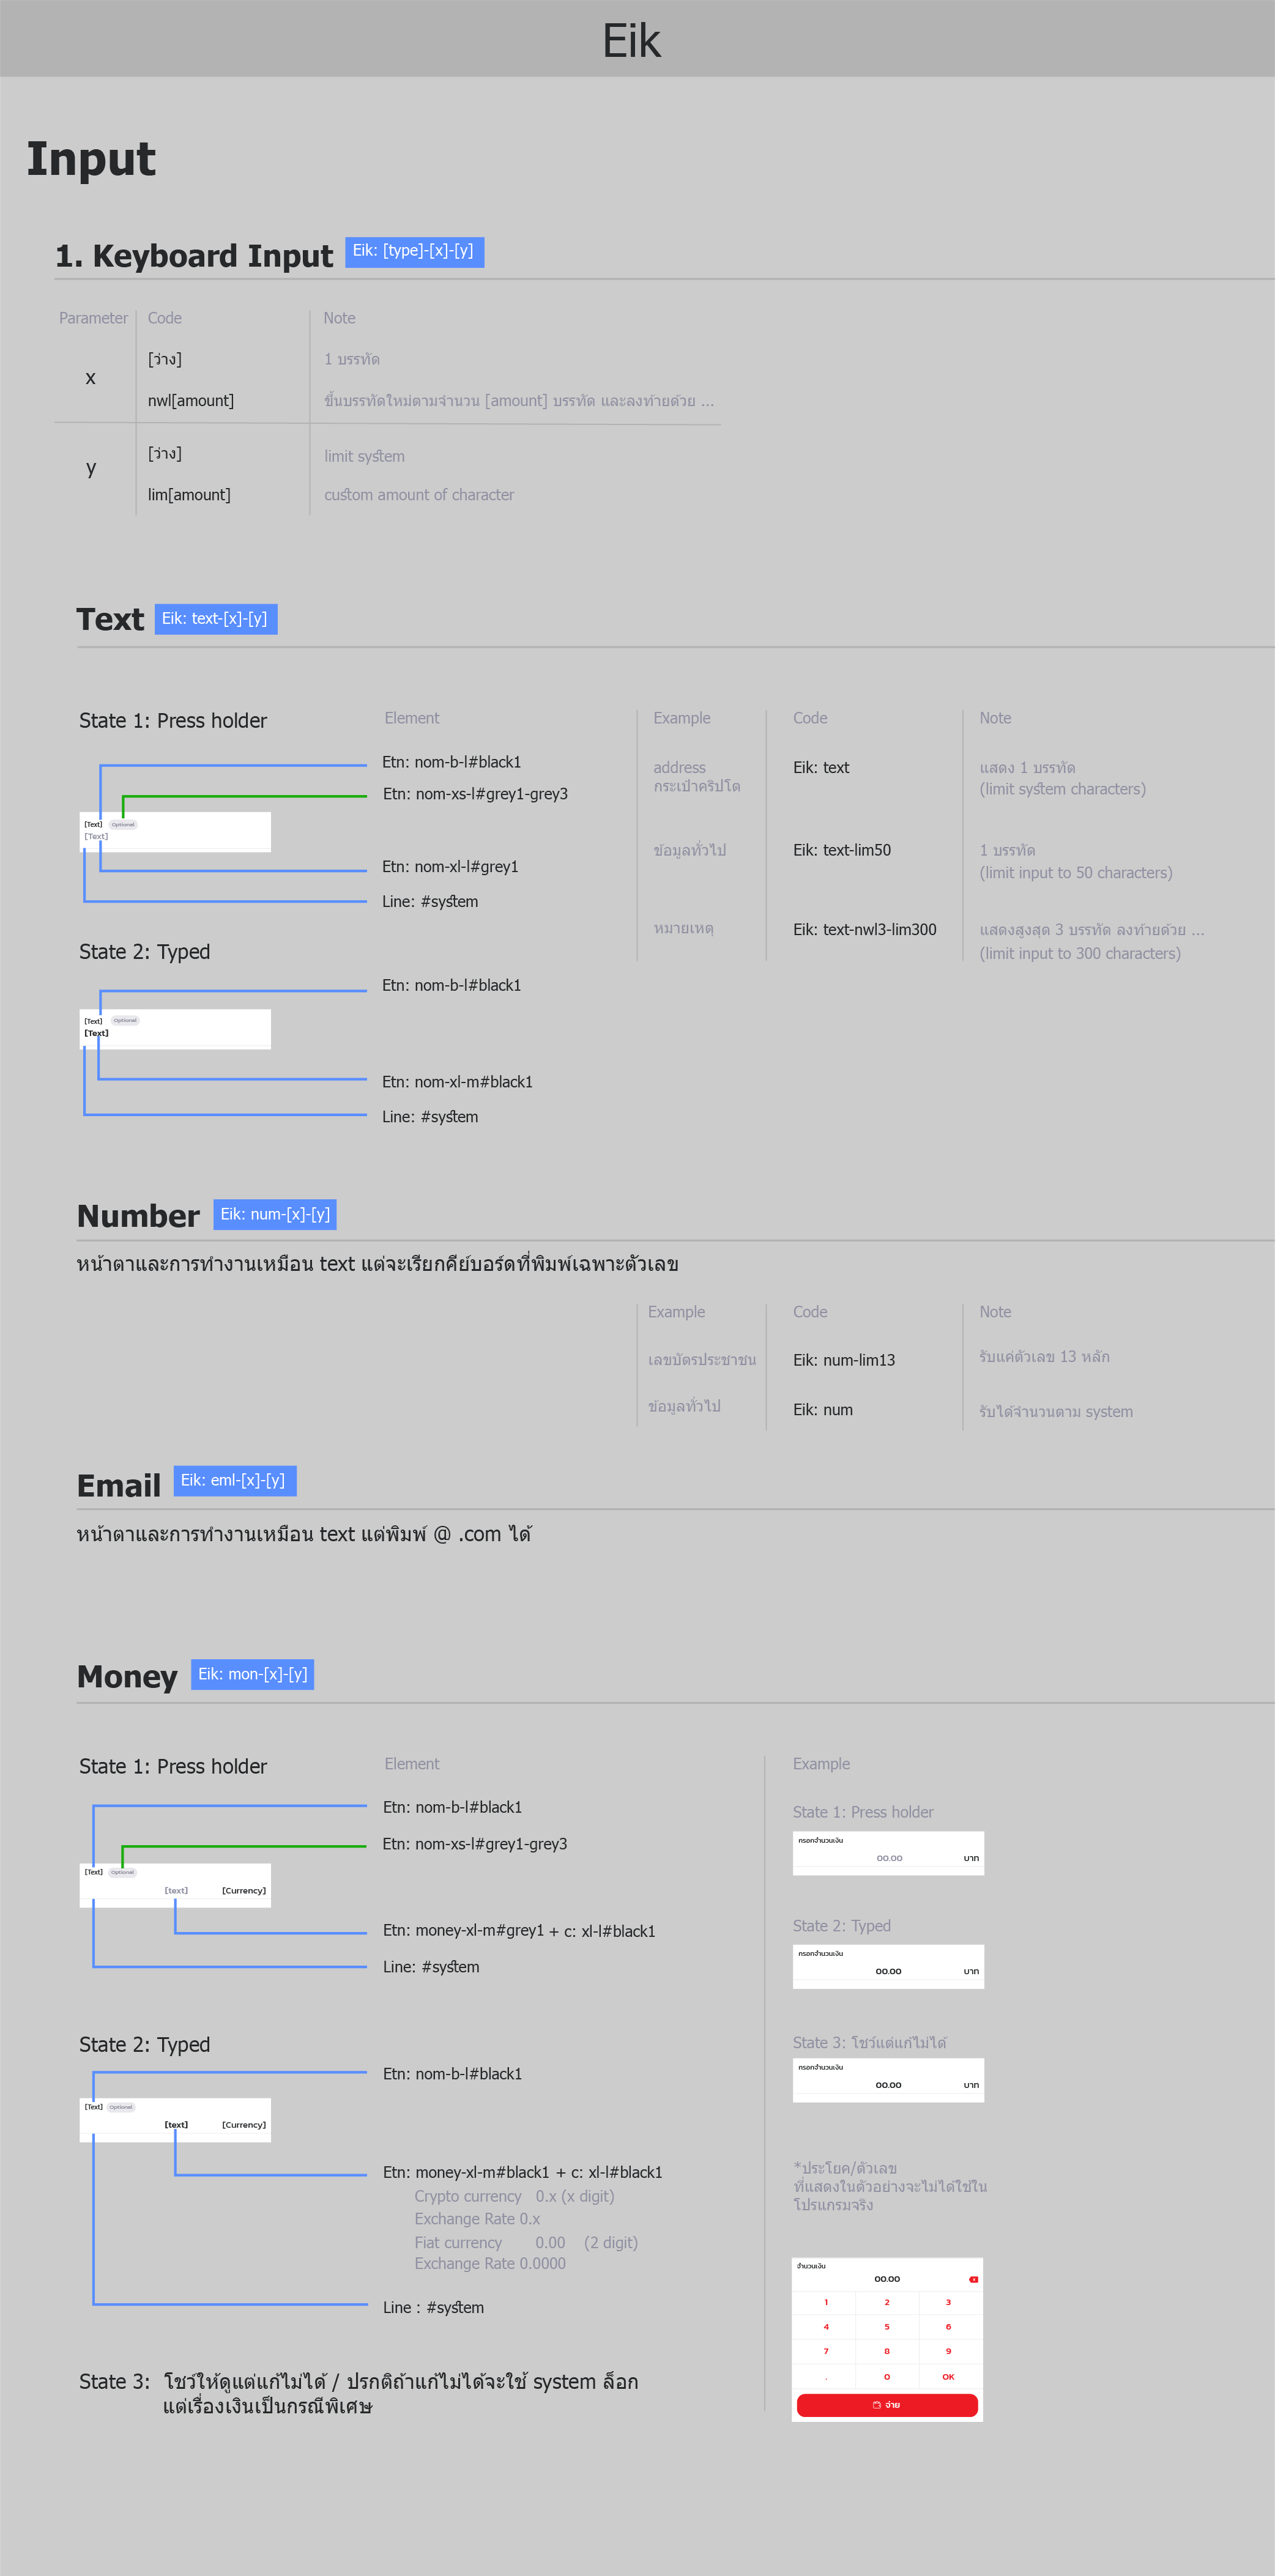 Eik
Input
1. Keyboard Input Eik: [type]-[x]-[y]
Parameter Code Note
x
[ว่าง] 1 บรรทัด
nwl[amount] ขึ้นบรรทัดใหม่ตามจำนวน [amount] บรรทัด และลงท้ายด้วย ...
y
[ว่าง] limit system
lim[amount] custom amount of character
Text Eik: text-[x]-[y]
State 1: Press holder
Element
Etn: nom-b-l#black1
Etn: nom-xs-l#grey1-grey3
[Text] Optional
[Text]
Etn: nom-xl-l#grey1
Line: #system
State 2: Typed
Etn: nom-b-l#black1
[Text] Optional
[Text]
Etn: nom-xl-m#black1
Line: #system
Example Code Note
address
กระเป๋าคริปโต
Eik: text
แสดง 1 บรรทัด
(limit system characters)
ข้อมูลทั่วไป
Eik: text-lim50
1 บรรทัด
(limit input to 50 characters)
หมายเหตุ
Eik: text-nwl3-lim300
แสดงสูงสุด 3 บรรทัด ลงท้ายด้วย ...
(limit input to 300 characters)
Number Eik: num-[x]-[y]
หน้าตาและการทำงานเหมือน text แต่จะเรียกคีย์บอร์ดที่พิมพ์เฉพาะตัวเลข
Example Code Note
เลขบัตรประชาชน Eik: num-lim13 รับแค่ตัวเลข 13 หลัก
ข้อมูลทั่วไป Eik: num รับได้จำนวนตาม system
Email Eik: eml-[x]-[y]
หน้าตาและการทำงานเหมือน text แต่พิมพ์ @ .com ได้
Money Eik: mon-[x]-[y]
State 1: Press holder
Element
Etn: nom-b-l#black1
Etn: nom-xs-l#grey1-grey3
[Text] Optional
[text] [Currency]
Etn: money-xl-m#grey1 + c: xl-l#black1
Line: #system
State 2: Typed
Etn: nom-b-l#black1
[Text] Optional
[text] [Currency]
Etn: money-xl-m#black1 + c: xl-l#black1
Crypto currency 0.x (x digit)
Exchange Rate 0.x
Fiat currency 0.00 (2 digit)
Exchange Rate 0.0000
Line : #system
State 3: โชว์ให้ดูแต่แก้ไม่ได้ / ปรกติถ้าแก้ไม่ได้จะใช้ system ล็อก
แต่เรื่องเงินเป็นกรณีพิเศษ
Example
State 1: Press holder
กรอกจำนวนเงิน
00.00 บาท
State 2: Typed
กรอกจำนวนเงิน
00.00 บาท
State 3: โชว์แต่แก้ไม่ได้
กรอกจำนวนเงิน
00.00 บาท
*ประโยค/ตัวเลข
ที่แสดงในตัวอย่างจะไม่ได้ใช้ใน
โปรแกรมจริง
จำนวนเงิน
00.00
1 2 3
4 5 6
7 8 9
. 0 OK
จ่าย